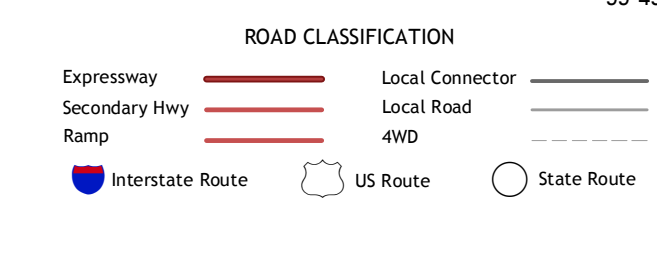 ROAD CLASSIFICATION
Expressway
Local Connector
Secondary Hwy
Local Road
Ramp
4WD
Interstate Route
US Route
State Route